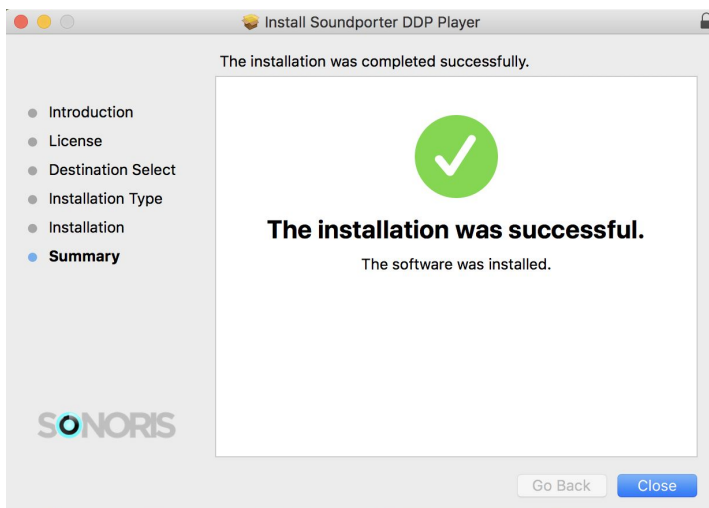 Install Soundporter DDP Player
The installation was completed successfully.
Introduction
License
Destination Select
Installation Type
Installation
Summary
The installation was successful.
The software was installed.
SONORIS
Go Back
Close